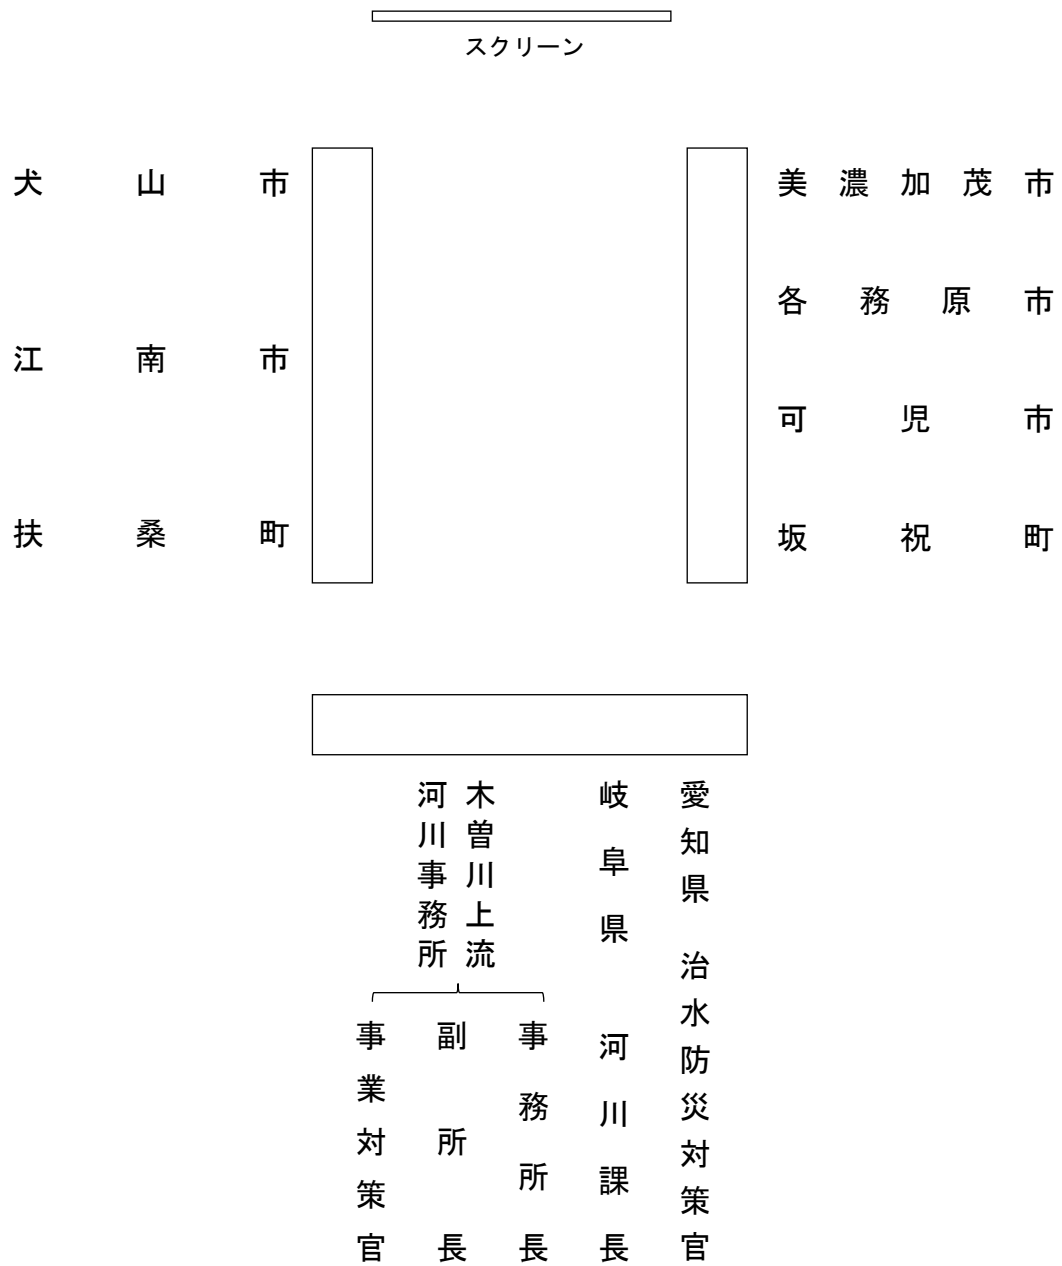 スクリーン
犬山市
江南市
扶桑町
美濃加茂市
各務原市
可児市
坂祝町
愛知県 治水防災対策官
岐阜県 河川課長
木曽川上流
河川事務所
事務所長
副所長
事業対策官